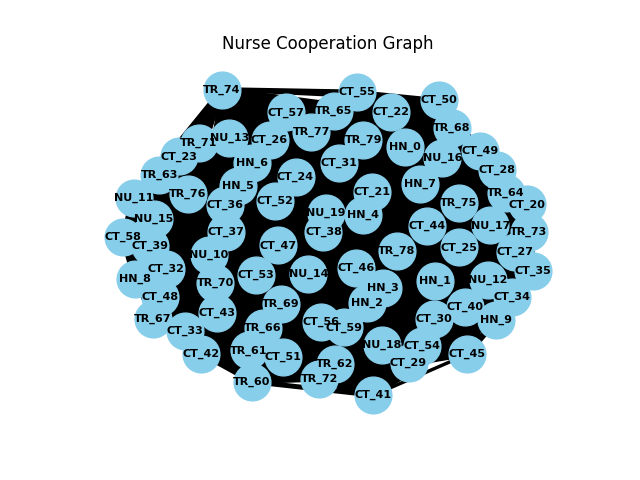 Nurse Cooperation Graph
TR_74
CT_55
CT_50
CT_57
TR_65
CT_22
TR_68
TR_77
NU_13
CT_26
TR_79
HN_0
TR_71
CT_23
NU_16
CT_49
HN_6
CT_31
CT_28
TR_63
CT_24
HN_5
HN_7
TR_76
CT_21
TR_64
NU_11
CT_36
CT_52
TR_75
CT_20
NU_15
NU_19
HN_4
CT_44
NU_17
TR_73
CT_58
CT_39
CT_37
CT_38
CT_47
TR_78
CT_25
CT_27
NU_10
CT_32
CT_53
NU_14
CT_46
CT_35
HN_8
TR_70
HN_3
HN_1
NU_12
CT_48
TR_69
HN_2
CT_34
CT_40
TR_67
CT_43
CT_33
TR_66
CT_56
CT_59
CT_30
HN_9
CT_42
TR_61
CT_51
NU_18
CT_54
CT_45
TR_62
CT_29
TR_60
TR_72
CT_41